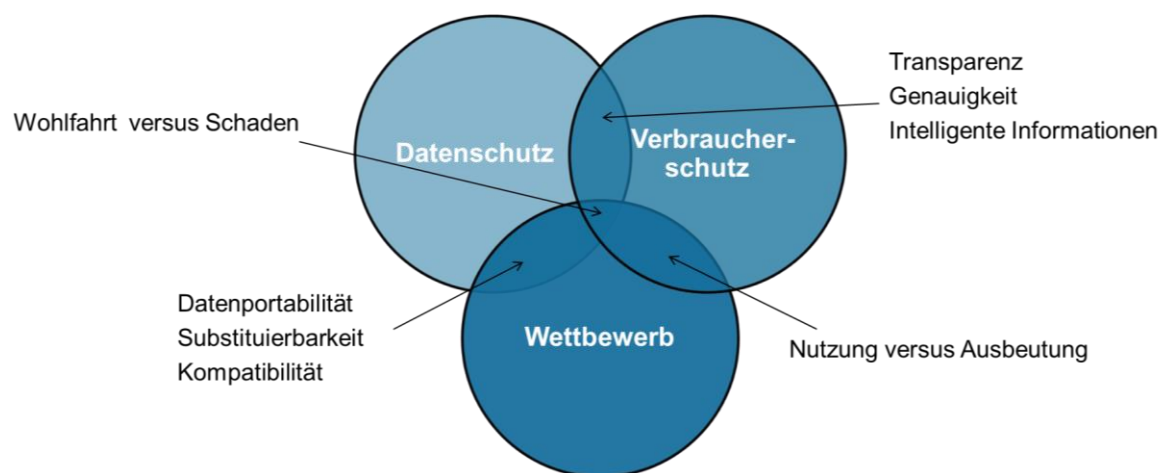 Transparenz
Genauigkeit
Intelligente Informationen
Wohlfahrt versus Schaden
Datenschutz
Verbraucher-
schutz
Datenportabilität
Substituierbarkeit
Kompatibilität
Wettbewerb
Nutzung versus Ausbeutung